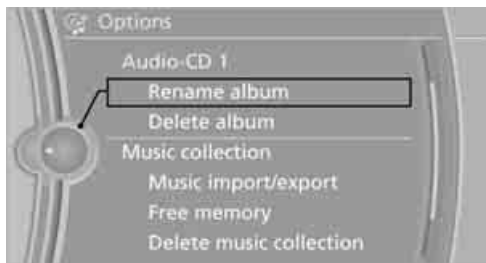 Options
Audio-CD 1
Rename album
Delete album
Music collection
Music import/export
Free memory
Delete music collection